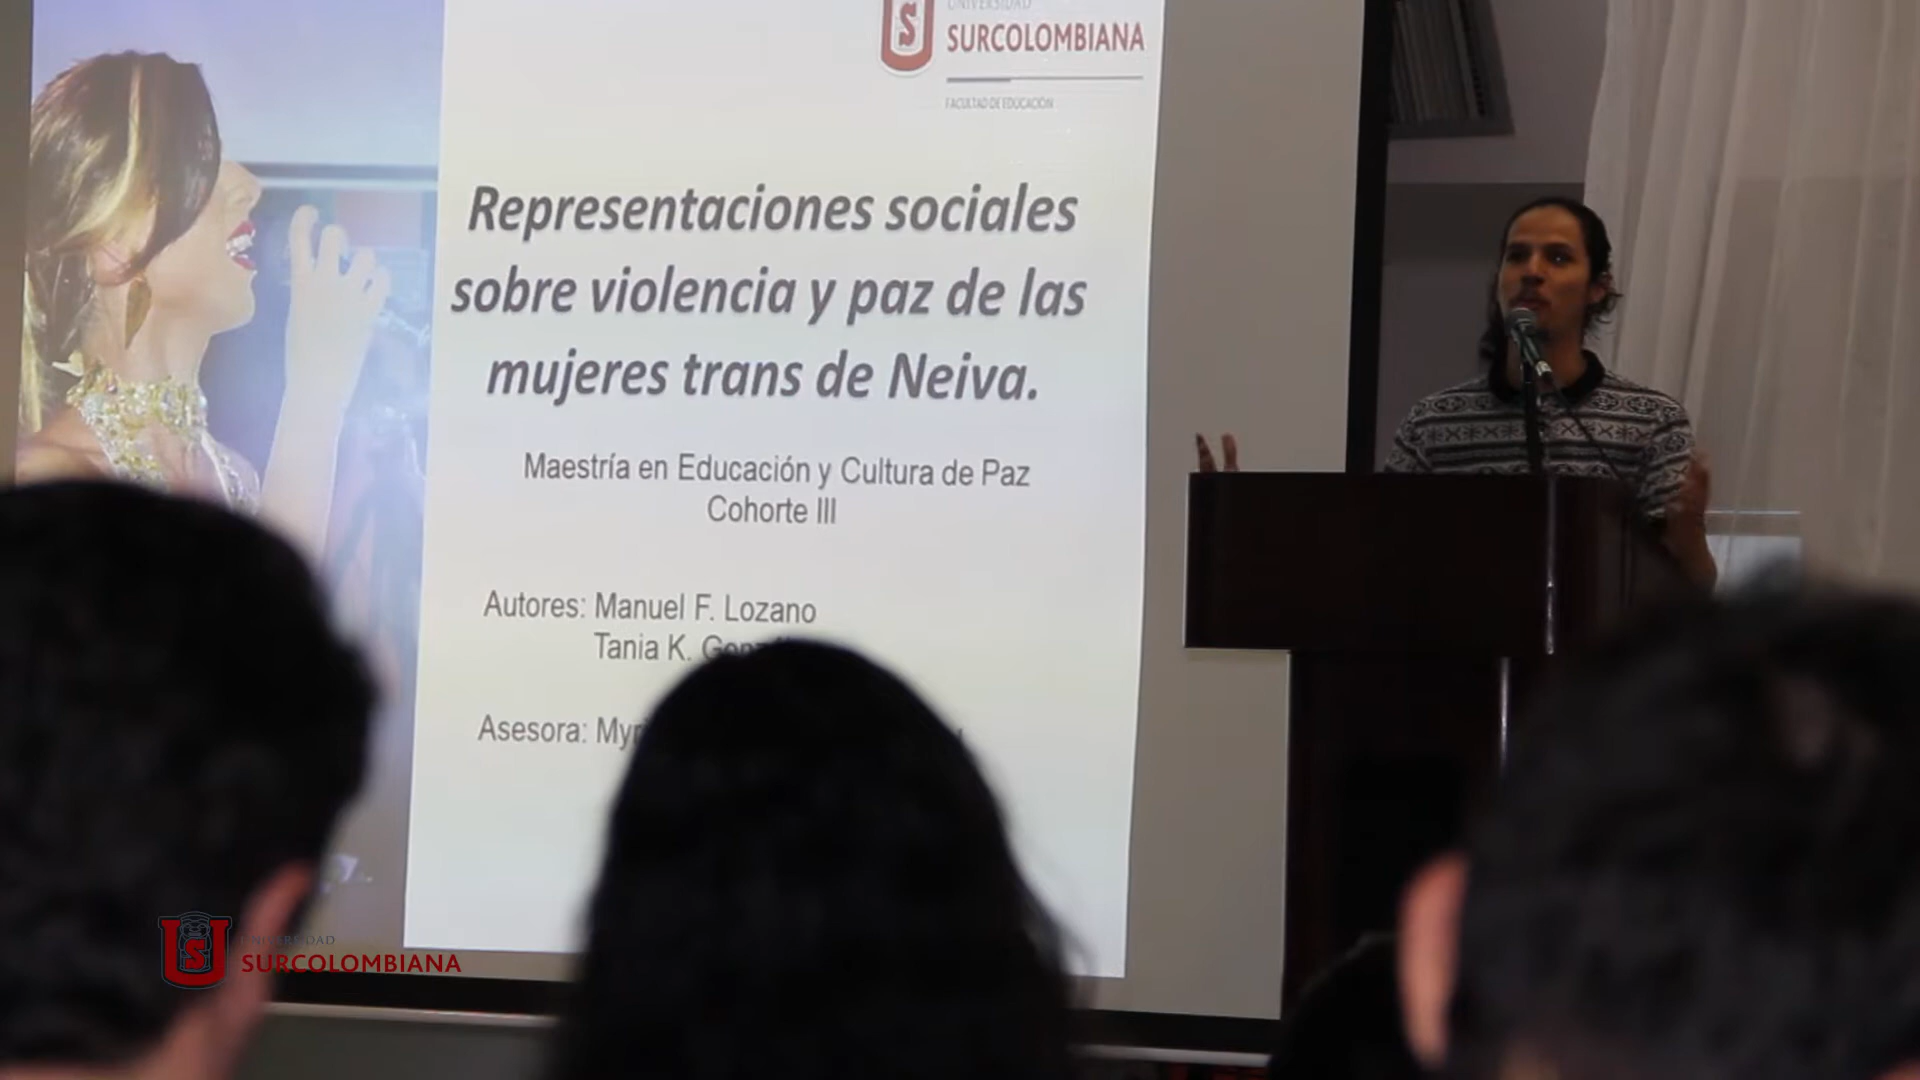 UNIVERSIDAD
SURCOLOMBIANA
FACULTAD DE EDUCACIÓN
Representaciones sociales
sobre violencia y paz de las
mujeres trans de Neiva.
Maestría en Educación y Cultura de Paz
Cohorte III
Autores: Manuel F. Lozano
Tania K.
Asesora:
UNIVERSIDAD
SURCOLOMBIANA